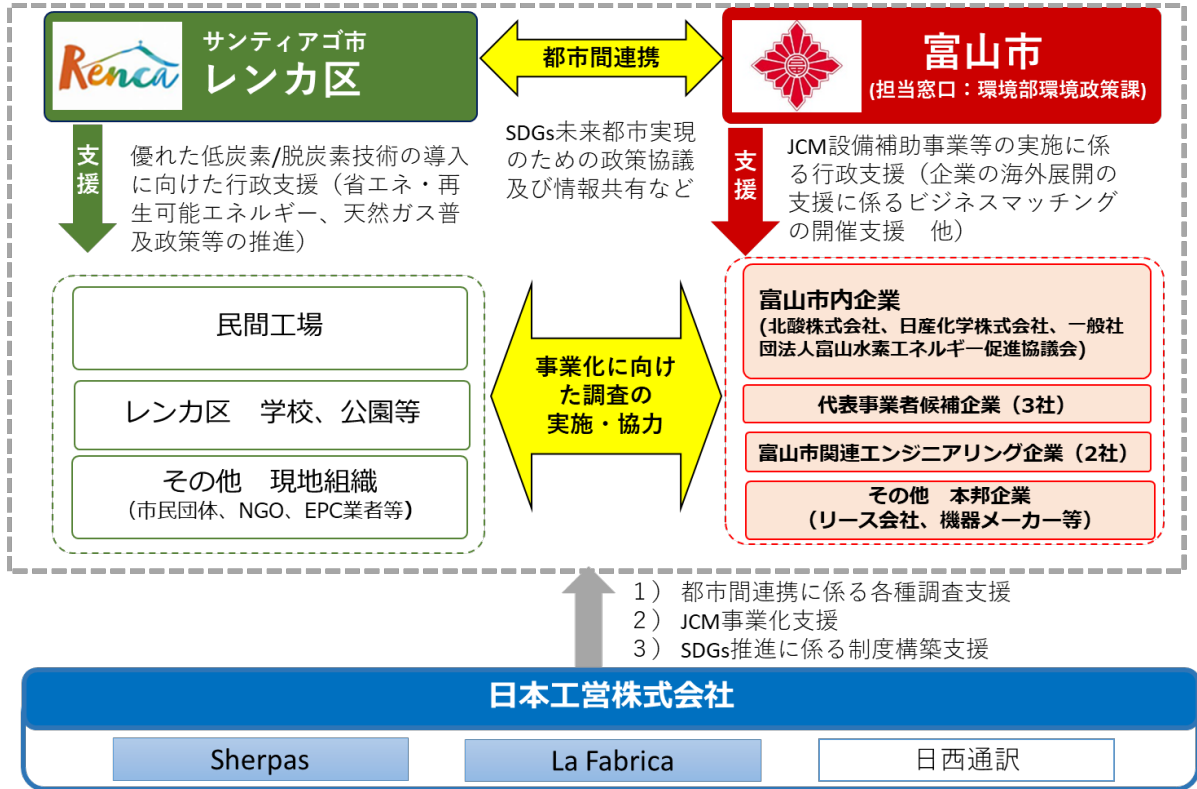 Renca
サンティアゴ市
レンカ区
都市間連携
富山市
(担当窓口：環境部環境政策課)
支援
優れた低炭素/脱炭素技術の導入
に向けた行政支援（省エネ・再
生可能エネルギー、天然ガス普
及政策等の推進）
SDGs未来都市実現
のための政策協議
及び情報共有など
支援
JCM設備補助事業等の実施に係
る行政支援（企業の海外展開の
支援に係るビジネスマッチング
の開催支援　他）
民間工場
レンカ区　学校、公園等
その他　現地組織
（市民団体、NGO、EPC業者等）
事業化に向け
た調査の
実施・協力
富山市内企業
(北酸株式会社、日産化学株式会社、一般社
団法人富山水素エネルギー促進協議会)
代表事業者候補企業（3社）
富山市関連エンジニアリング企業（2社）
その他　本邦企業
（リース会社、機器メーカー等）
１）　都市間連携に係る各種調査支援
２）　JCM事業化支援
３）　SDGs推進に係る制度構築支援
日本工営株式会社
Sherpas
La Fabrica
日西通訳